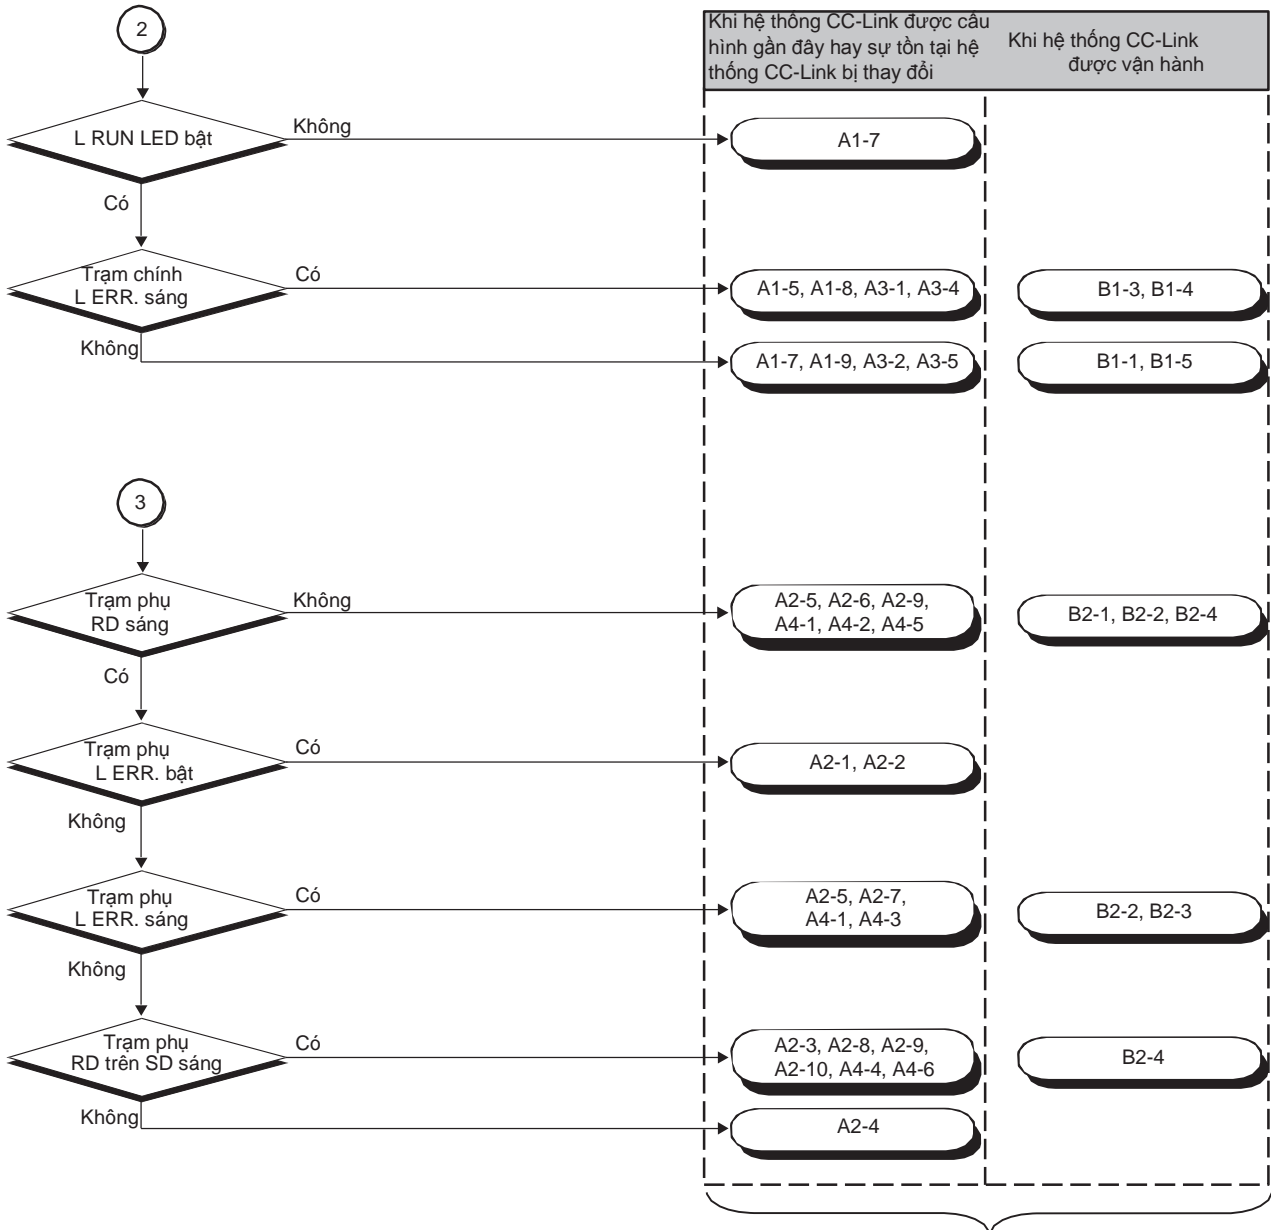 2
Khi hệ thống CC-Link được cấu
hình gần đây hay sự tồn tại hệ
thống CC-Link bị thay đổi
Khi hệ thống CC-Link
được vận hành
L RUN LED bật
Không
A1-7
Có
Trạm chính
L ERR. sáng
Có
A1-5, A1-8, A3-1, A3-4
B1-3, B1-4
Không
A1-7, A1-9, A3-2, A3-5
B1-1, B1-5
3
Trạm phụ
RD sáng
Không
A2-5, A2-6, A2-9,
A4-1, A4-2, A4-5
B2-1, B2-2, B2-4
Có
Trạm phụ
L ERR. bật
Có
A2-1, A2-2
Không
Trạm phụ
L ERR. sáng
Có
A2-5, A2-7,
A4-1, A4-3
B2-2, B2-3
Không
Trạm phụ
RD trên SD sáng
Có
A2-3, A2-8, A2-9,
A2-10, A4-4, A4-6
B2-4
Không
A2-4